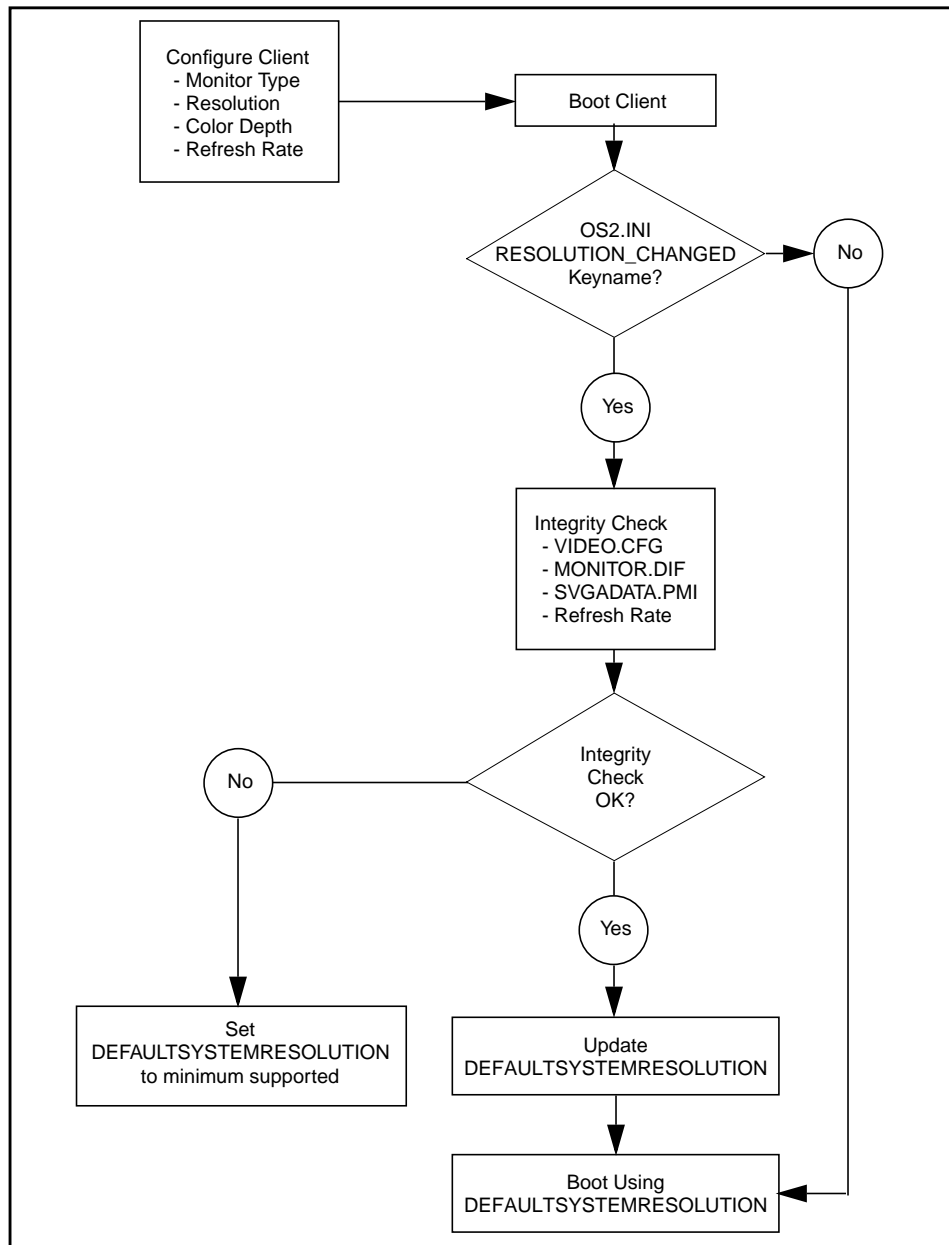 Configure Client
- Monitor Type
- Resolution
- Color Depth
- Refresh Rate
Boot Client
OS2.INI
RESOLUTION_CHANGED
Keyname?
No
Yes
Integrity Check
- VIDEO.CFG
- MONITOR.DIF
- SVGADATA.PMI
- Refresh Rate
Integrity
Check
OK?
No
Yes
Set
DEFAULTSYSTEMRESOLUTION
to minimum supported
Update
DEFAULTSYSTEMRESOLUTION
Boot Using
DEFAULTSYSTEMRESOLUTION